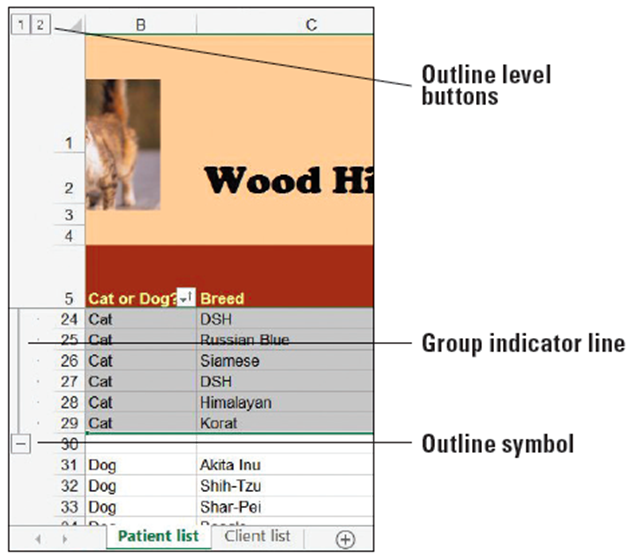 1 2 B C
Outline level
buttons
1
2 Wood Hi
3
4
5 Cat or Dog? Breed
24 Cat DSH
25 Cat Russian Blue
Group indicator line
26 Cat Siamese
27 Cat DSH
28 Cat Himalayan
29 Cat Korat
30
Outline symbol
31 Dog Akita Inu
32 Dog Shih-Tzu
33 Dog Shar-Pei
Patient list Client list